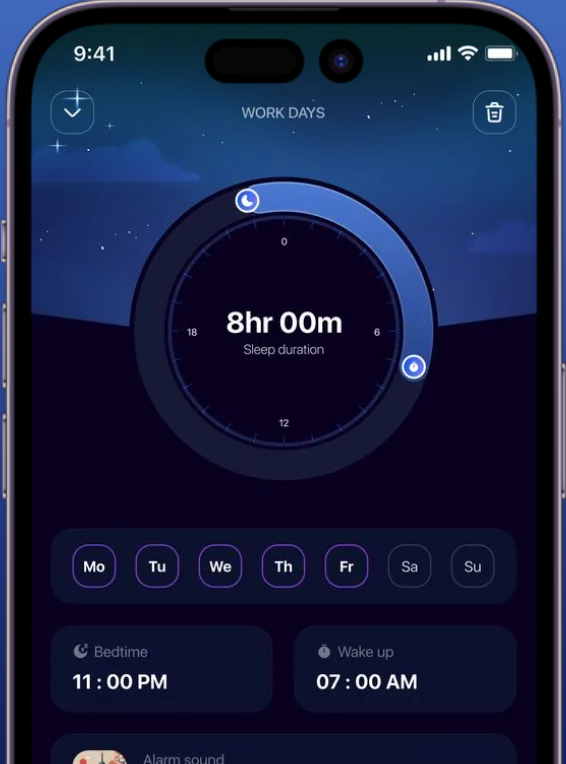 9:41
WORK DAYS
0
18
8hr 00m
6
Sleep duration
12
Mo Tu We Th Fr Sa Su
Bedtime
11 : 00 PM
Wake up
07 : 00 AM
Alarm sound